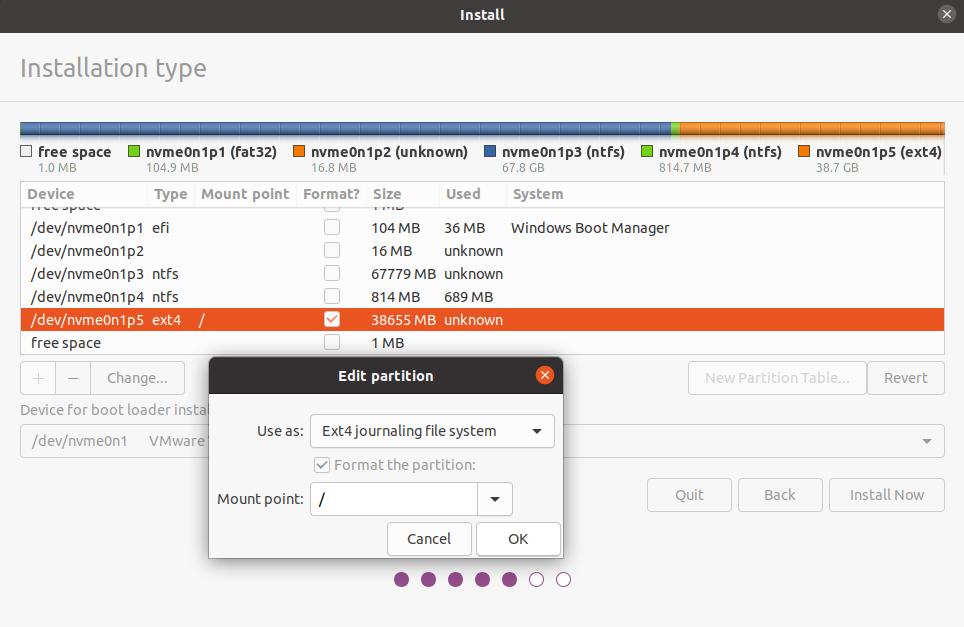 Install
Installation type
free space nvme0n1p1 (fat32) nvme0n1p2 (unknown) nvme0n1p3 (ntfs) nvme0n1p4 (ntfs) nvme0n1p5 (ext4)
1.0 MB 104.9 MB 16.8 MB 67.8 GB 814.7 MB 38.7 GB
Device Type Mount point Format? Size Used System
free space 1 MB
/dev/nvme0n1p1 efi 104 MB 36 MB Windows Boot Manager
/dev/nvme0n1p2 16 MB unknown
/dev/nvme0n1p3 ntfs 67779 MB unknown
/dev/nvme0n1p4 ntfs 814 MB 689 MB
/dev/nvme0n1p5 ext4 / 38655 MB unknown
free space 1 MB
+ − Change... New Partition Table... Revert
Device for boot loader instal
/dev/nvme0n1 VMware
Edit partition
Use as: Ext4 journaling file system
Format the partition:
Mount point: /
Cancel OK
Quit Back Install Now